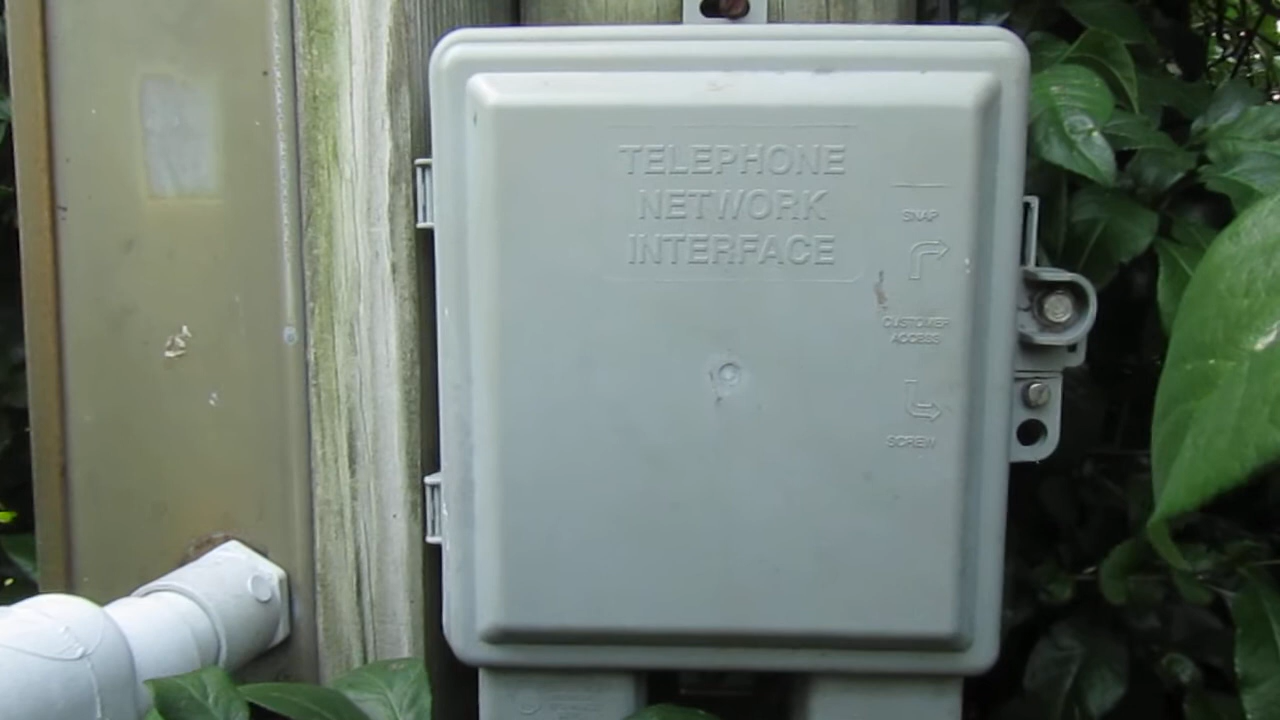 TELEPHONE
NETWORK
INTERFACE
SNAP
CUSTOMER
ACCESS
SCREW